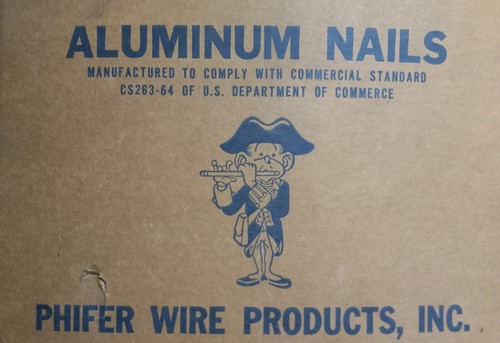 ALUMINUM NAILS
MANUFACTURED TO COMPLY WITH COMMERCIAL STANDARD
CS263-64 OF U.S. DEPARTMENT OF COMMERCE
PHIFER WIRE PRODUCTS, INC.